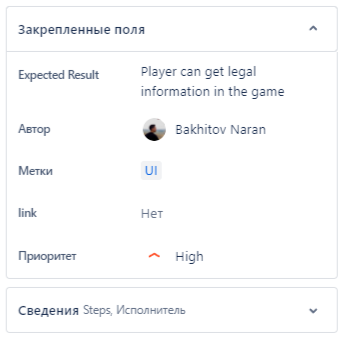 Закрепленные поля
Expected Result
Player can get legal
information in the game
Автор
Bakhitov Naran
Метки
UI
link
Нет
Приоритет
High
Сведения Steps, Исполнитель